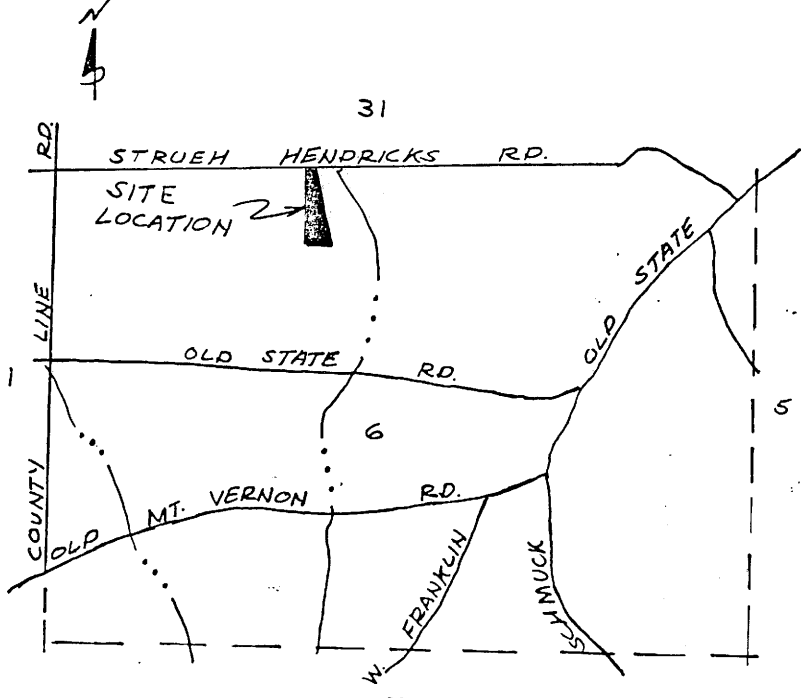 N
31
STRUEH HENDRICKS RD.
SITE
LOCATION
COUNTY LINE RD.
OLD STATE RD.
OLD STATE
1
6
5
OLD MT. VERNON RD.
W. FRANKLIN
SCHMUCK